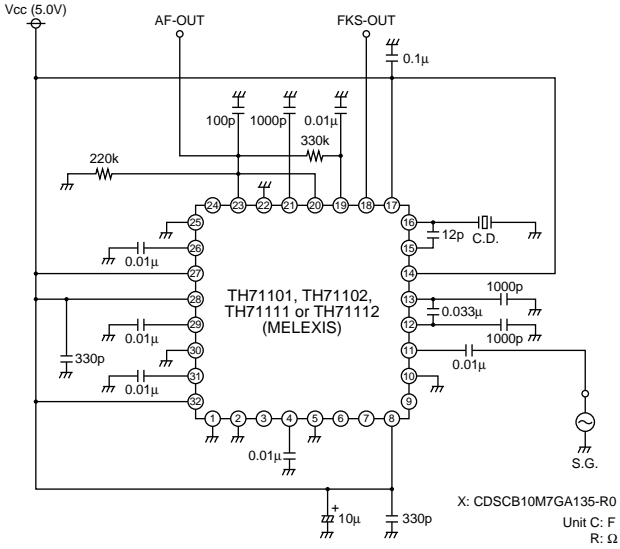 Vcc (5.0V)
AF-OUT
FKS-OUT
0.1μ
100p
1000p
0.01μ
330k
220k
24
23
22
21
20
19
18
17
25
16
12p
C.D.
26
15
0.01μ
27
14
28
TH71101, TH71102,
TH71111 or TH71112
(MELEXIS)
13
1000p
0.033μ
29
12
0.01μ
1000p
330p
30
11
0.01μ
31
10
0.01μ
32
9
1
2
3
4
5
6
7
8
S.G.
0.01μ
+
10μ
330p
X: CDSCB10M7GA135-R0
Unit C: F
R: Ω